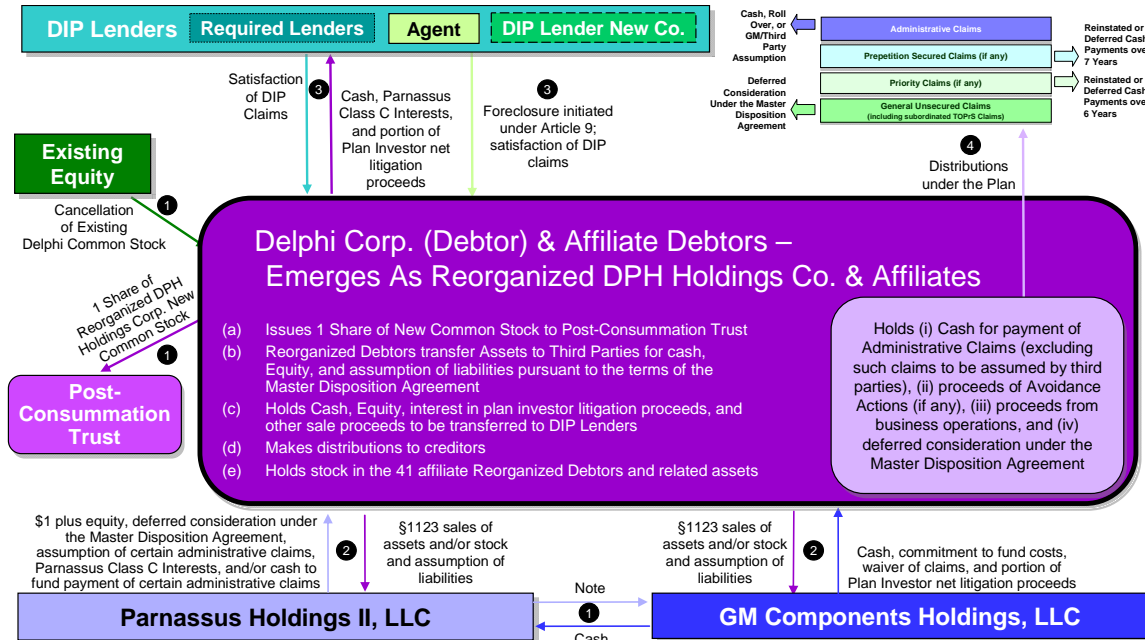 DIP Lenders
Required Lenders
Agent
DIP Lender New Co.
Cash, Roll
Over, or
GM/Third
Party
Assumption
Administrative Claims
Prepetition Secured Claims (if any)
Reinstated or
Deferred Cash
Payments over
7 Years
Priority Claims (if any)
Reinstated or
Deferred Cash
Payments over
6 Years
Deferred
Consideration
Under the Master
Disposition
Agreement
General Unsecured Claims
(including subordinated TOPrS Claims)
Satisfaction
of DIP
Claims
3
Cash, Parnassus
Class C Interests,
and portion of
Plan Investor net
litigation
proceeds
3
Foreclosure initiated
under Article 9;
satisfaction of DIP
claims
4
Distributions
under the Plan
Existing
Equity
1
Cancellation
of Existing
Delphi Common Stock
1 Share of
Reorganized DPH
Holdings Corp. New
Common Stock
1
Post-
Consummation
Trust
Delphi Corp. (Debtor) & Affiliate Debtors –
Emerges As Reorganized DPH Holdings Co. & Affiliates
(a) Issues 1 Share of New Common Stock to Post-Consummation Trust
(b) Reorganized Debtors transfer Assets to Third Parties for cash,
Equity, and assumption of liabilities pursuant to the terms of the
Master Disposition Agreement
(c) Holds Cash, Equity, interest in plan investor litigation proceeds, and
other sale proceeds to be transferred to DIP Lenders
(d) Makes distributions to creditors
(e) Holds stock in the 41 affiliate Reorganized Debtors and related assets
Holds (i) Cash for payment of
Administrative Claims (excluding
such claims to be assumed by third
parties), (ii) proceeds of Avoidance
Actions (if any), (iii) proceeds from
business operations, and (iv)
deferred consideration under the
Master Disposition Agreement
$1 plus equity, deferred consideration under
the Master Disposition Agreement,
assumption of certain administrative claims,
Parnassus Class C Interests, and/or cash to
fund payment of certain administrative claims
2
§1123 sales of
assets and/or stock
and assumption of
liabilities
§1123 sales of
assets and/or stock
and assumption of
liabilities
2
Cash, commitment to fund costs,
waiver of claims, and portion of
Plan Investor net litigation proceeds
Parnassus Holdings II, LLC
Note
1
Cash
GM Components Holdings, LLC